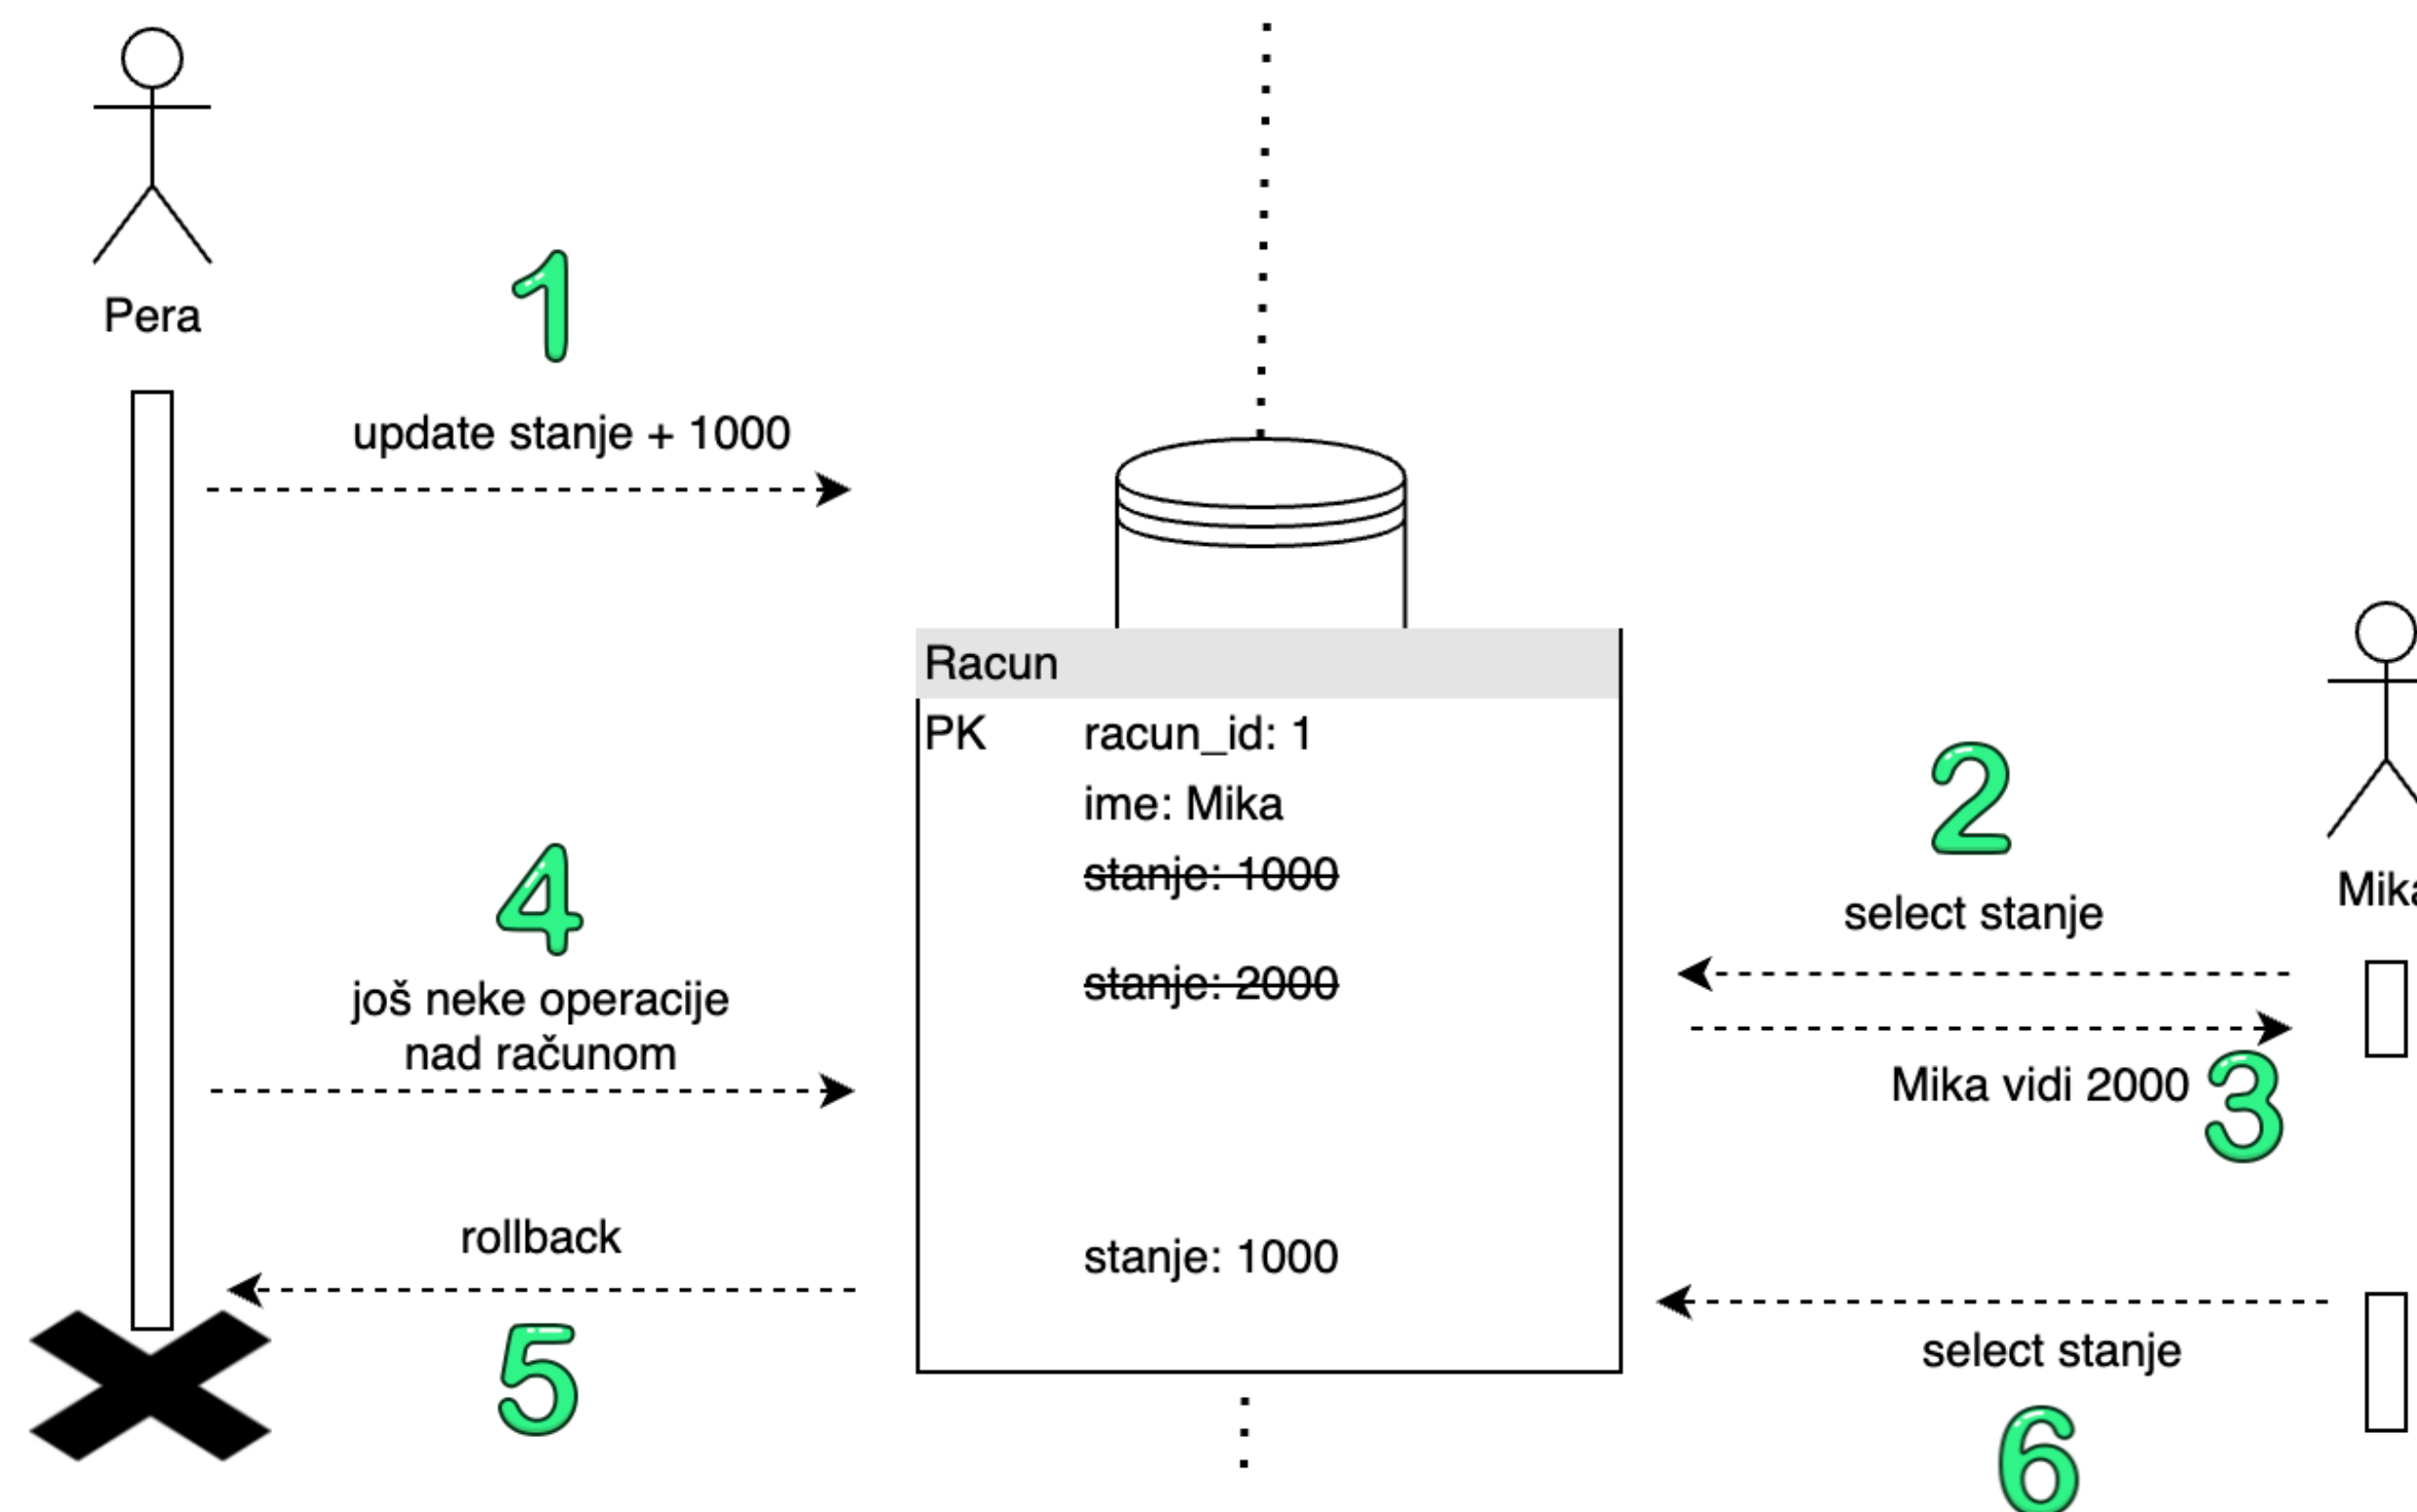 Pera
1
update stanje + 1000
Racun
PK racun_id: 1
ime: Mika
stanje: 1000
stanje: 2000
stanje: 1000
2
Mika
select stanje
Mika vidi 2000
3
4
još neke operacije
nad računom
rollback
5
select stanje
6